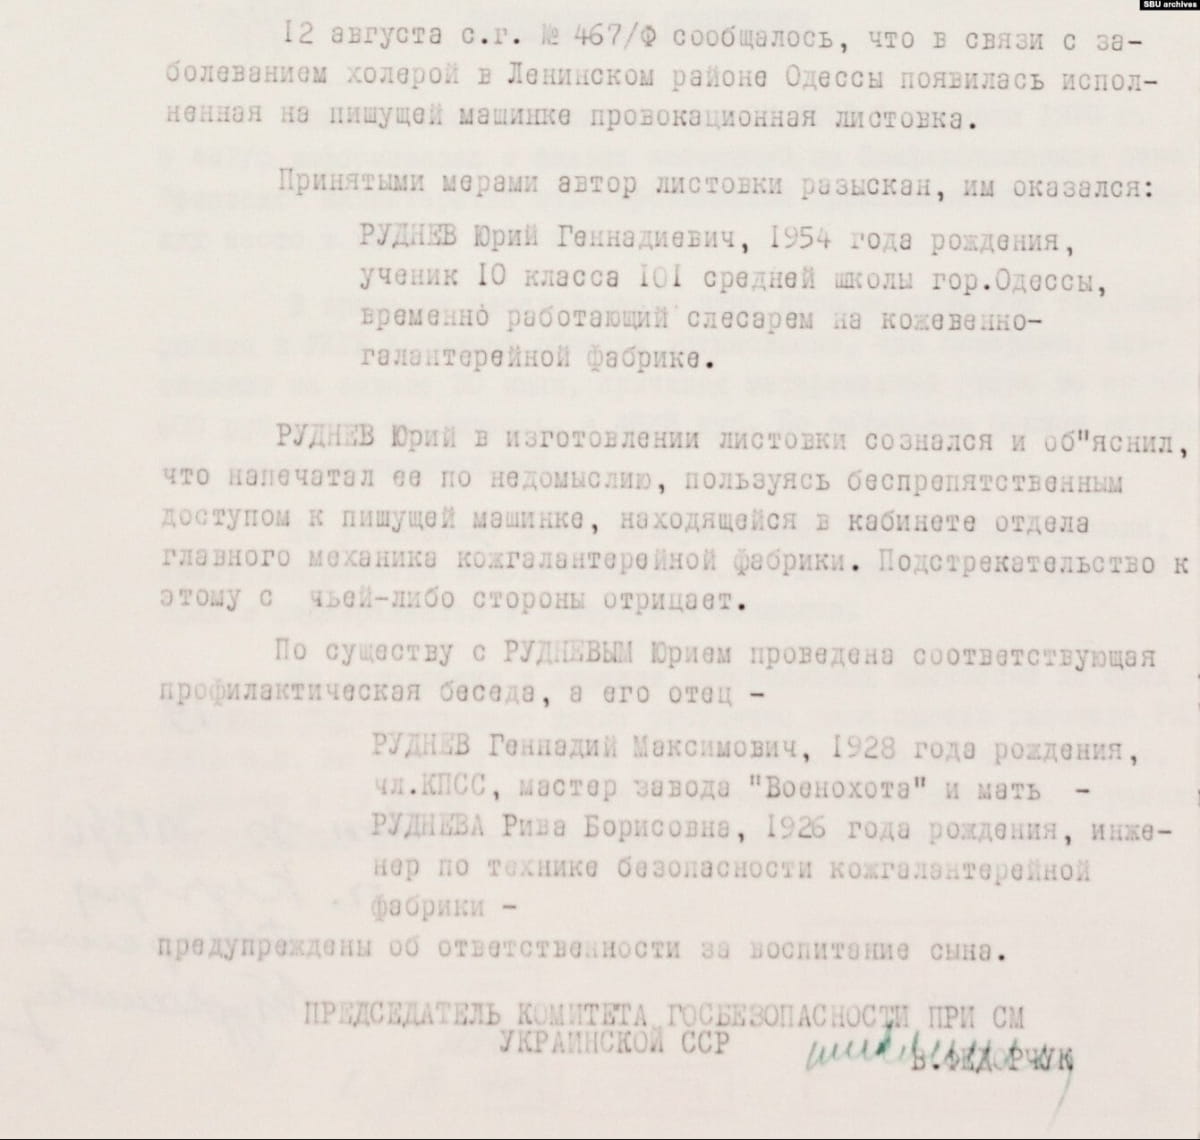 SBU archives
12 августа с.г. № 467/Ф сообщалось, что в связи с за-
болеванием холерой в Ленинском районе Одессы появилась испол-
ненная на пишущей машинке провокационная листовка.
Принятыми мерами автор листовки разыскан, им оказался:
РУДНЕВ Юрий Геннадиевич, 1954 года рождения,
ученик 10 класса 101 средней школы гор.Одессы,
временно работающий слесарем на кожевенно-
галантерейной фабрике.
РУДНЕВ Юрий в изготовлении листовки сознался и об"яснил,
что напечатал ее по недомыслию, пользуясь беспрепятственным
доступом к пишущей машинке, находящейся в кабинете отдела
главного механика кожгалантерейной фабрики. Подстрекательство к
этому с чьей-либо стороны отрицает.
По существу с РУДНЕВЫМ Юрием проведена соответствующая
профилактическая беседа, а его отец -
РУДНЕВ Геннадий Максимович, 1928 года рождения,
чл.КПСС, мастер завода "Военохота" и мать -
РУДНЕВА Рива Борисовна, 1926 года рождения, инже-
нер по технике безопасности кожгалантерейной
фабрики -
предупреждены об ответственности за воспитание сына.
ПРЕДСЕДАТЕЛЬ КОМИТЕТА ГОСБЕЗОПАСНОСТИ ПРИ СМ
УКРАИНСКОЙ ССР
В.ФЕДОРЧУК